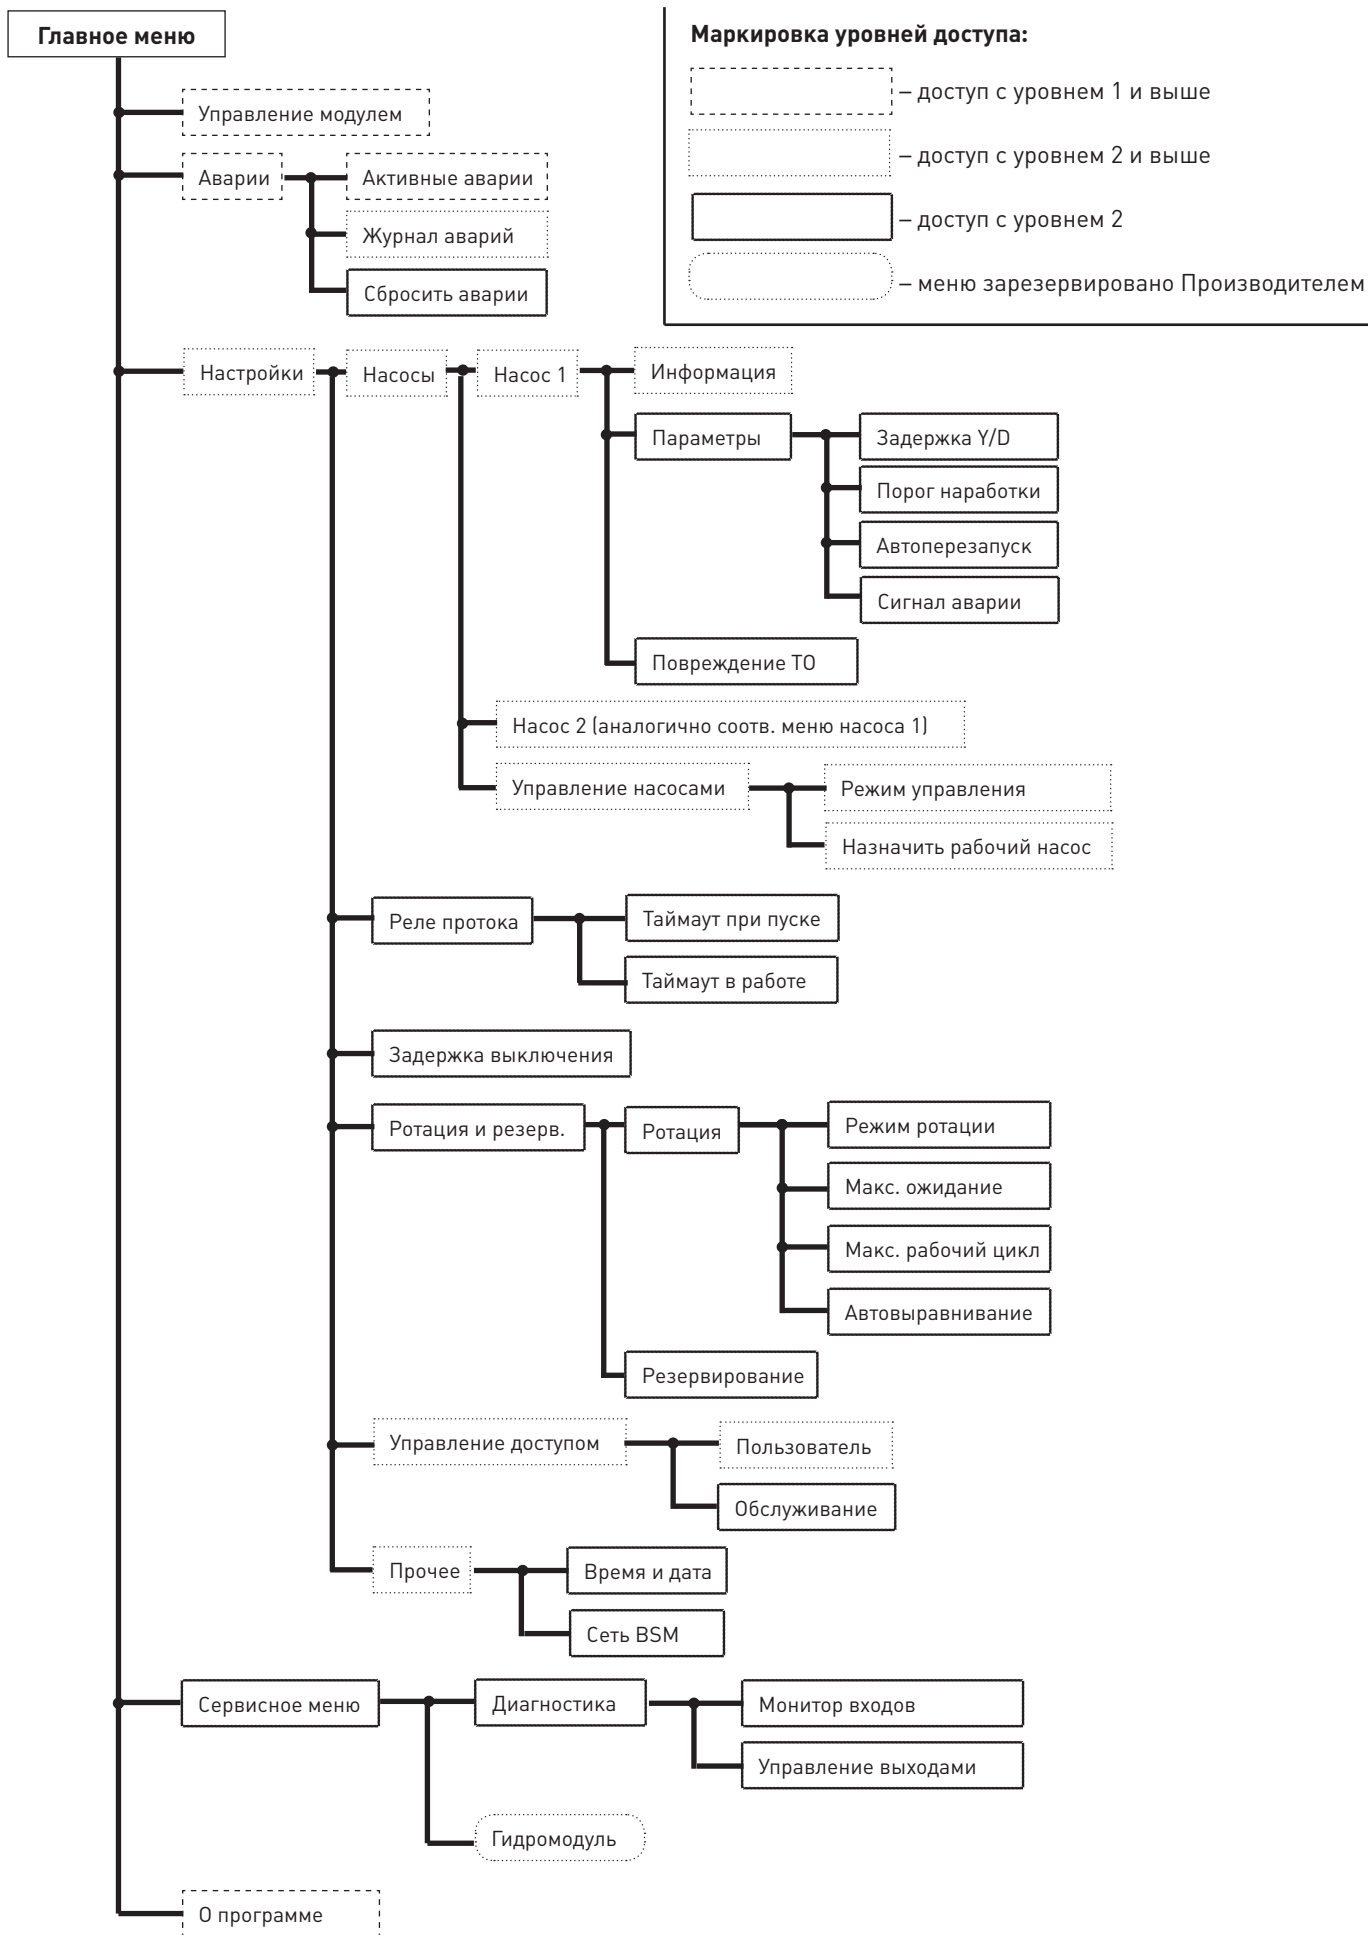 Главное меню
Маркировка уровней доступа:
– доступ с уровнем 1 и выше
– доступ с уровнем 2 и выше
– доступ с уровнем 2
– меню зарезервировано Производителем
Управление модулем
Аварии
Активные аварии
Журнал аварий
Сбросить аварии
Настройки
Насосы
Насос 1
Информация
Параметры
Задержка Y/D
Порог наработки
Автоперезапуск
Сигнал аварии
Повреждение ТО
Насос 2 (аналогично соотв. меню насоса 1)
Управление насосами
Режим управления
Назначить рабочий насос
Реле протока
Таймаут при пуске
Таймаут в работе
Задержка выключения
Ротация и резерв.
Ротация
Режим ротации
Макс. ожидание
Макс. рабочий цикл
Автовыравнивание
Резервирование
Управление доступом
Пользователь
Обслуживание
Прочее
Время и дата
Сеть BSM
Сервисное меню
Диагностика
Монитор входов
Управление выходами
Гидромодуль
О программе